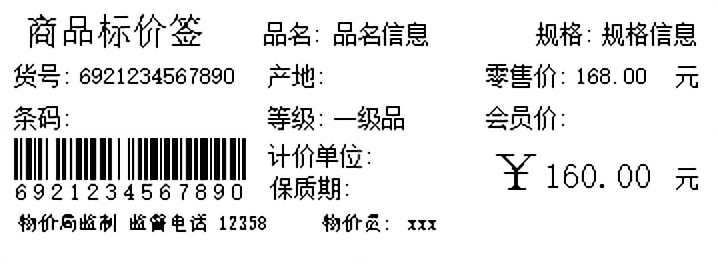 商品标价签 品名: 品名信息 规格: 规格信息
货号: 6921234567890 产地: 零售价: 168.00 元
条码: 等级: 一级品 会员价:
计价单位:
¥ 160.00 元
保质期:
6921234567890
物价局监制 监督电话 12358 物价员: xxx